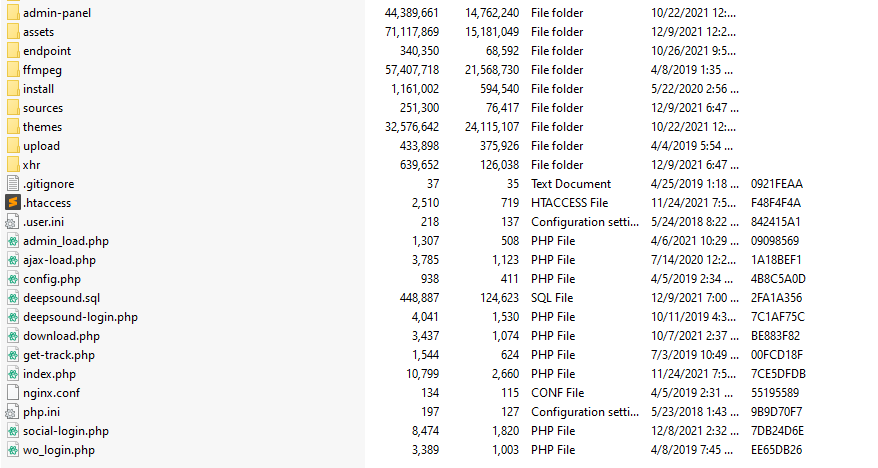 admin-panel 44,389,661 14,762,240 File folder 10/22/2021 12:...
assets 71,117,869 15,181,049 File folder 12/9/2021 12:2...
endpoint 340,350 68,592 File folder 10/26/2021 9:5...
ffmpeg 57,407,718 21,568,730 File folder 4/8/2019 1:35 ...
install 1,161,002 594,540 File folder 5/22/2020 2:56 ...
sources 251,300 76,417 File folder 12/9/2021 6:47 ...
themes 32,576,642 24,115,107 File folder 10/22/2021 12:...
upload 433,898 375,926 File folder 4/4/2019 5:54 ...
xhr 639,652 126,038 File folder 12/9/2021 6:47 ...
.gitignore 37 35 Text Document 4/25/2019 1:18 ... 0921FEAA
.htaccess 2,510 719 HTACCESS File 11/24/2021 7:5... F48F4F4A
.user.ini 218 137 Configuration setti... 5/24/2018 8:22 ... 842415A1
admin_load.php 1,307 508 PHP File 4/6/2021 10:29 ... 09098569
ajax-load.php 3,785 1,123 PHP File 7/14/2020 12:2... 1A18BEF1
config.php 938 411 PHP File 4/5/2019 2:34 ... 4B8C5A0D
deepsound.sql 448,887 124,623 SQL File 12/9/2021 7:00 ... 2FA1A356
deepsound-login.php 4,041 1,530 PHP File 10/11/2019 4:3... 7C1AF75C
download.php 3,437 1,074 PHP File 10/7/2021 2:37 ... BE883F82
get-track.php 1,544 624 PHP File 7/3/2019 10:49 ... 00FCD18F
index.php 10,799 2,660 PHP File 11/24/2021 7:5... 7CE5DFDB
nginx.conf 134 115 CONF File 4/5/2019 2:31 ... 55195589
php.ini 197 127 Configuration setti... 5/23/2018 1:43 ... 9B9D70F7
social-login.php 8,474 1,820 PHP File 12/8/2021 2:32 ... 7DB24D6E
wo_login.php 3,389 1,003 PHP File 4/8/2019 7:45 ... EE65DB26